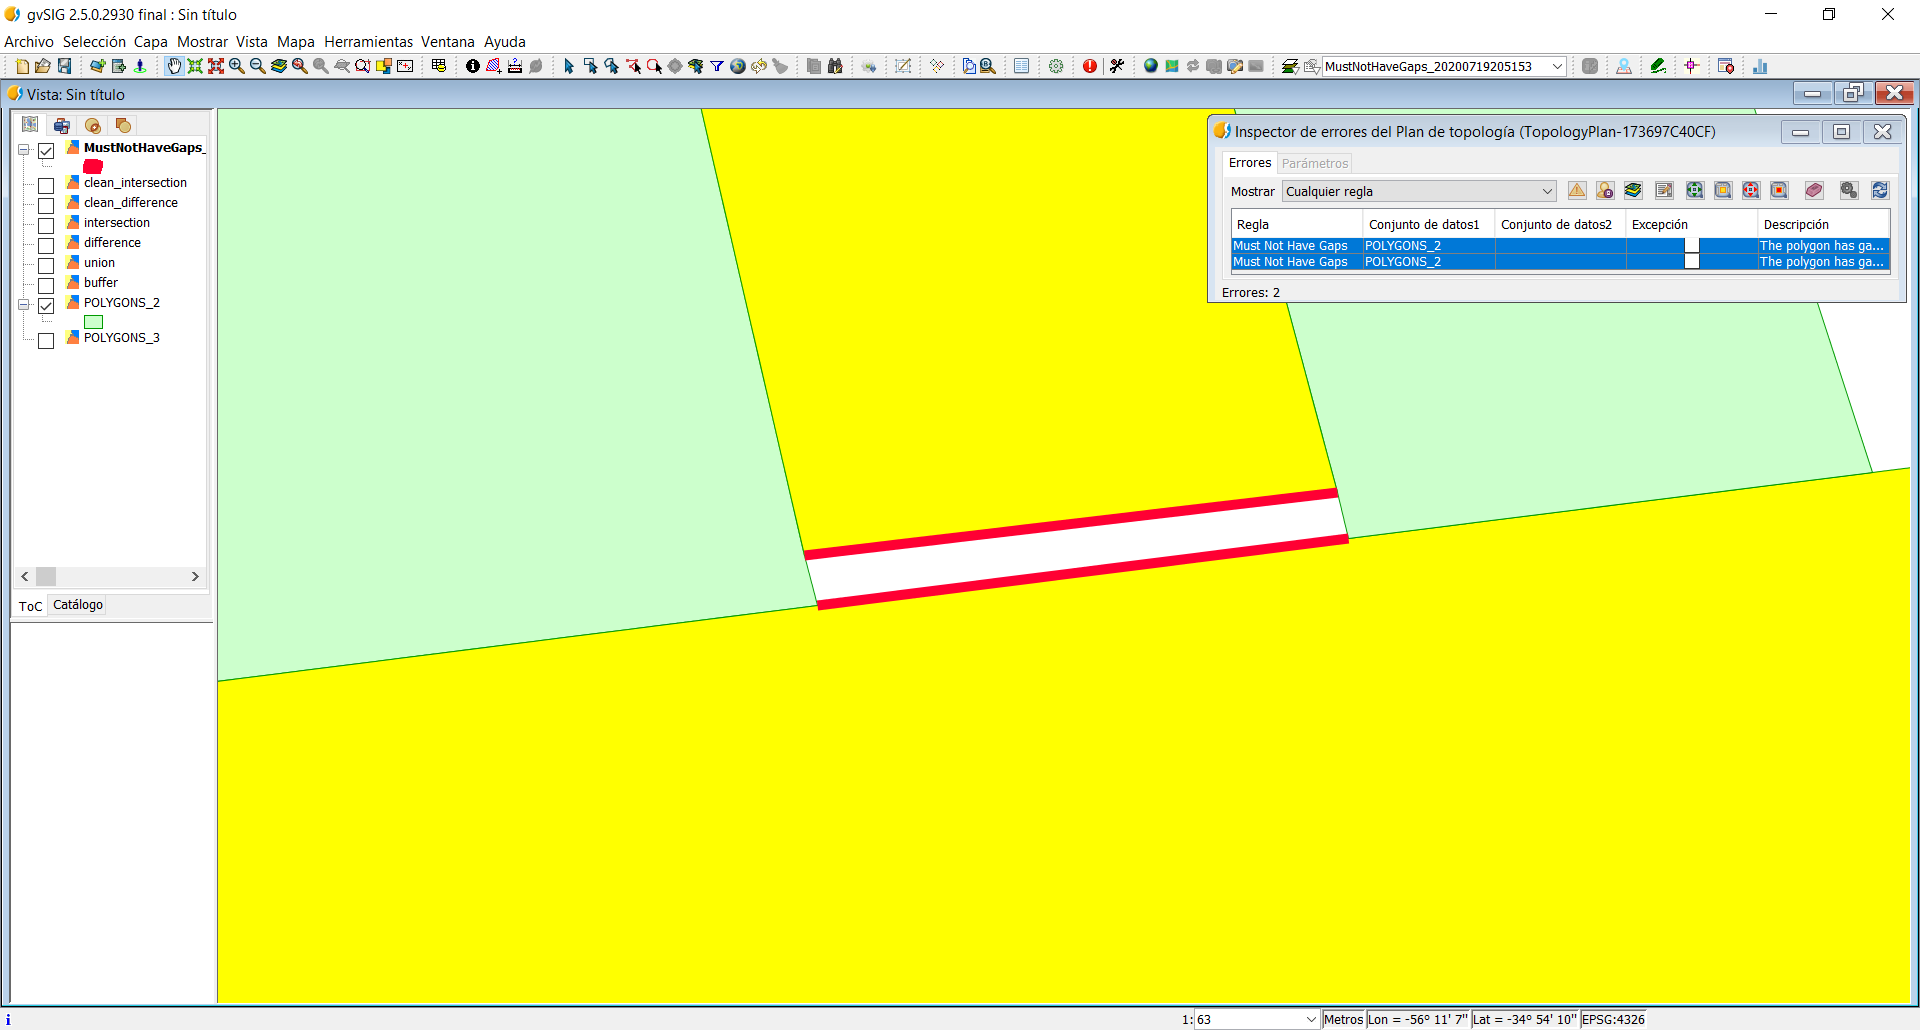 gvSIG 2.5.0.2930 final : Sin título
Archivo Selección Capa Mostrar Vista Mapa Herramientas Ventana Ayuda
MustNotHaveGaps_20200719205153
Vista: Sin título
MustNotHaveGaps_
clean_intersection
clean_difference
intersection
difference
union
buffer
POLYGONS_2
POLYGONS_3
ToC Catálogo
Inspector de errores del Plan de topología (TopologyPlan-173697C40CF)
Errores Parámetros
Mostrar Cualquier regla
Regla Conjunto de datos1 Conjunto de datos2 Excepción Descripción
Must Not Have Gaps POLYGONS_2 The polygon has ga...
Must Not Have Gaps POLYGONS_2 The polygon has ga...
Errores: 2
1: 63 Metros Lon = -56° 11' 7" Lat = -34° 54' 10" EPSG:4326